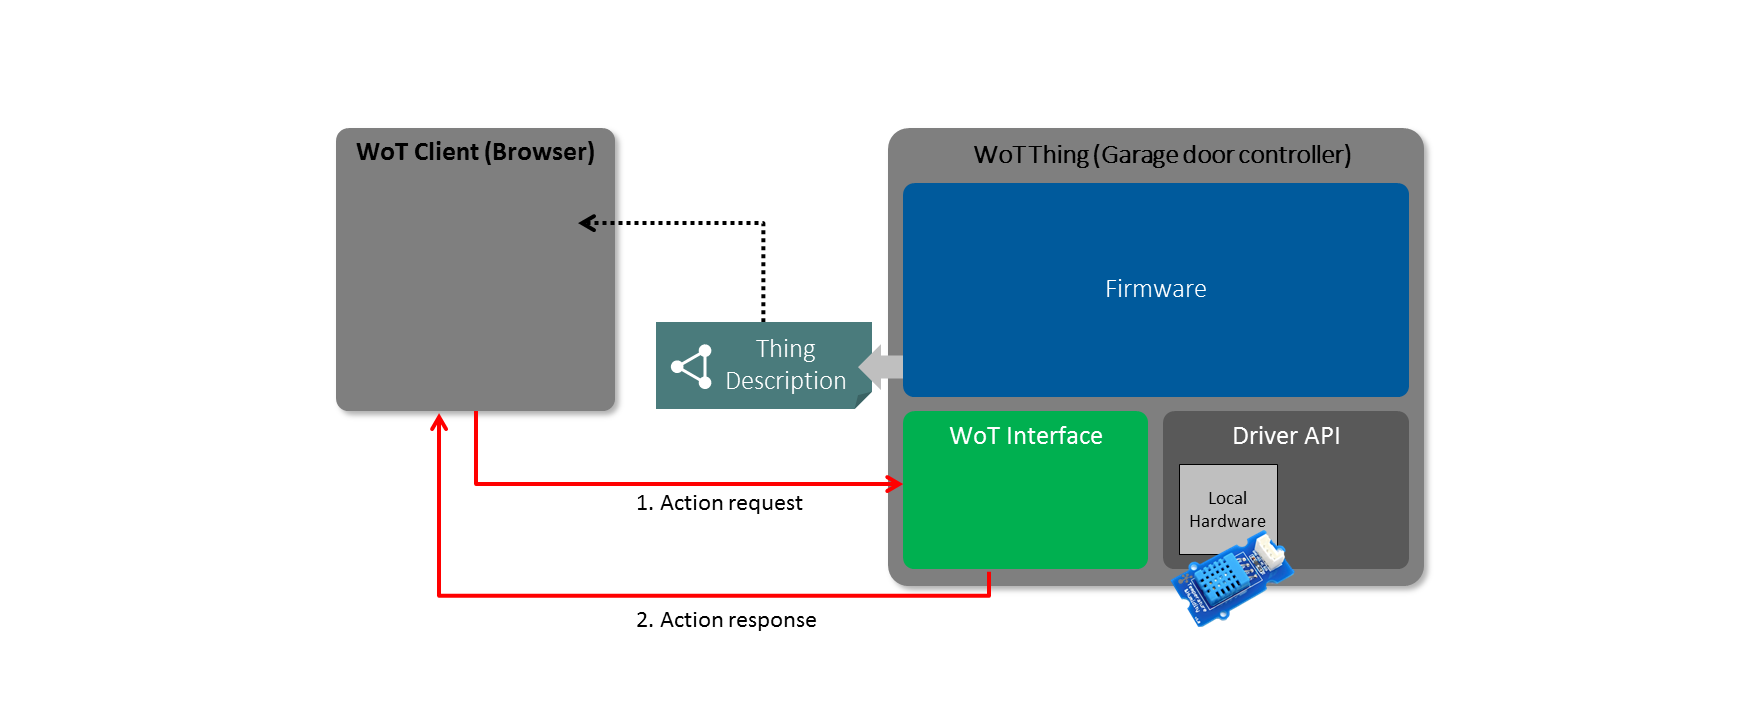 WoT Client (Browser)
WoT Thing (Garage door controller)
Firmware
Thing
Description
WoT Interface
Driver API
Local
Hardware
1. Action request
2. Action response